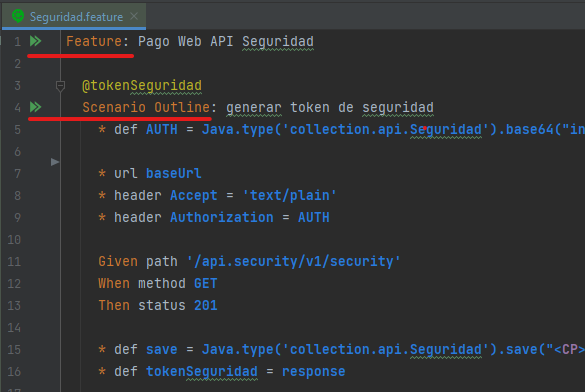 Seguridad.feature
1 Feature: Pago Web API Seguridad
2
3 @tokenSeguridad
4 Scenario Outline: generar token de seguridad
5 * def AUTH = Java.type('collection.api.Seguridad').base64("in
6
7 * url baseUrl
8 * header Accept = 'text/plain'
9 * header Authorization = AUTH
10
11 Given path '/api.security/v1/security'
12 When method GET
13 Then status 201
14
15 * def save = Java.type('collection.api.Seguridad').save("<CP>
16 * def tokenSeguridad = response